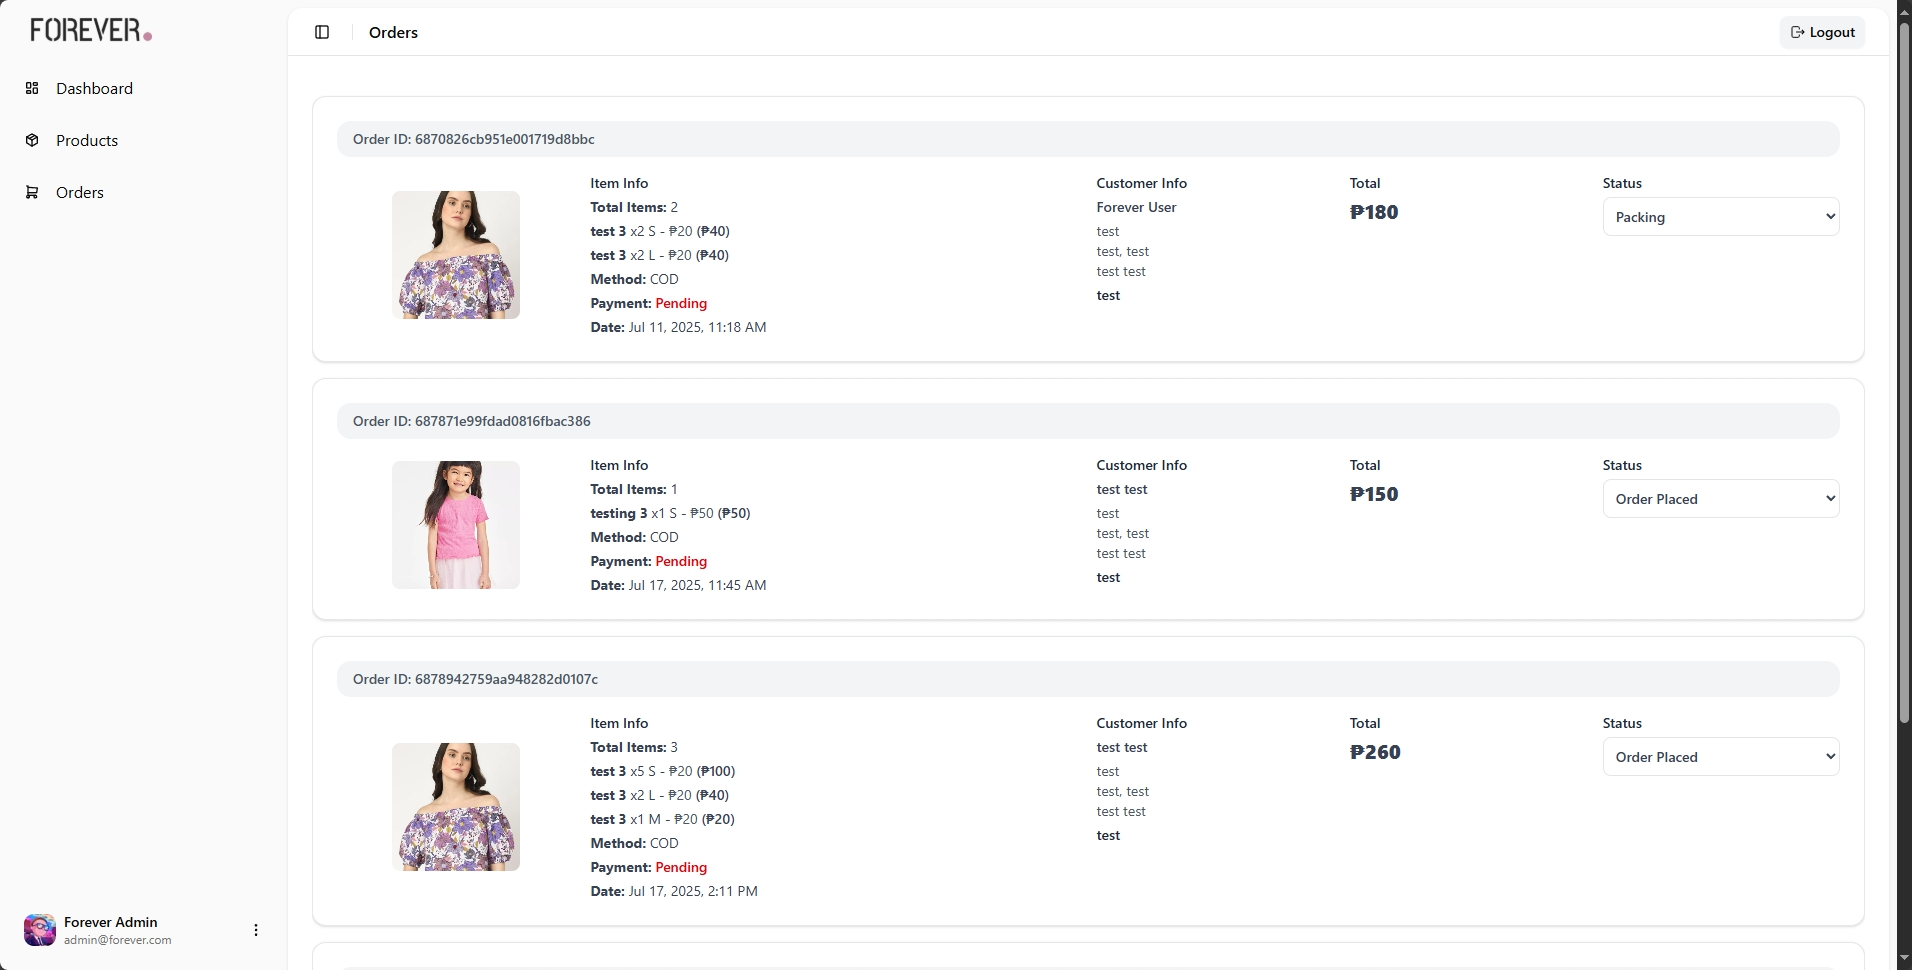 FOREVER.
Dashboard
Products
Orders
Forever Admin
admin@forever.com
Orders
Logout
Order ID: 6870826cb951e001719d8bbc
Item Info
Total Items: 2
test 3 x2 S - ₱20 (₱40)
test 3 x2 L - ₱20 (₱40)
Method: COD
Payment: Pending
Date: Jul 11, 2025, 11:18 AM
Customer Info
Forever User
test
test, test
test test
test
Total
₱180
Status
Packing
Order ID: 687871e99fdad0816fbac386
Item Info
Total Items: 1
testing 3 x1 S - ₱50 (₱50)
Method: COD
Payment: Pending
Date: Jul 17, 2025, 11:45 AM
Customer Info
test test
test
test, test
test test
test
Total
₱150
Status
Order Placed
Order ID: 6878942759aa948282d0107c
Item Info
Total Items: 3
test 3 x5 S - ₱20 (₱100)
test 3 x2 L - ₱20 (₱40)
test 3 x1 M - ₱20 (₱20)
Method: COD
Payment: Pending
Date: Jul 17, 2025, 2:11 PM
Customer Info
test test
test
test, test
test test
test
Total
₱260
Status
Order Placed